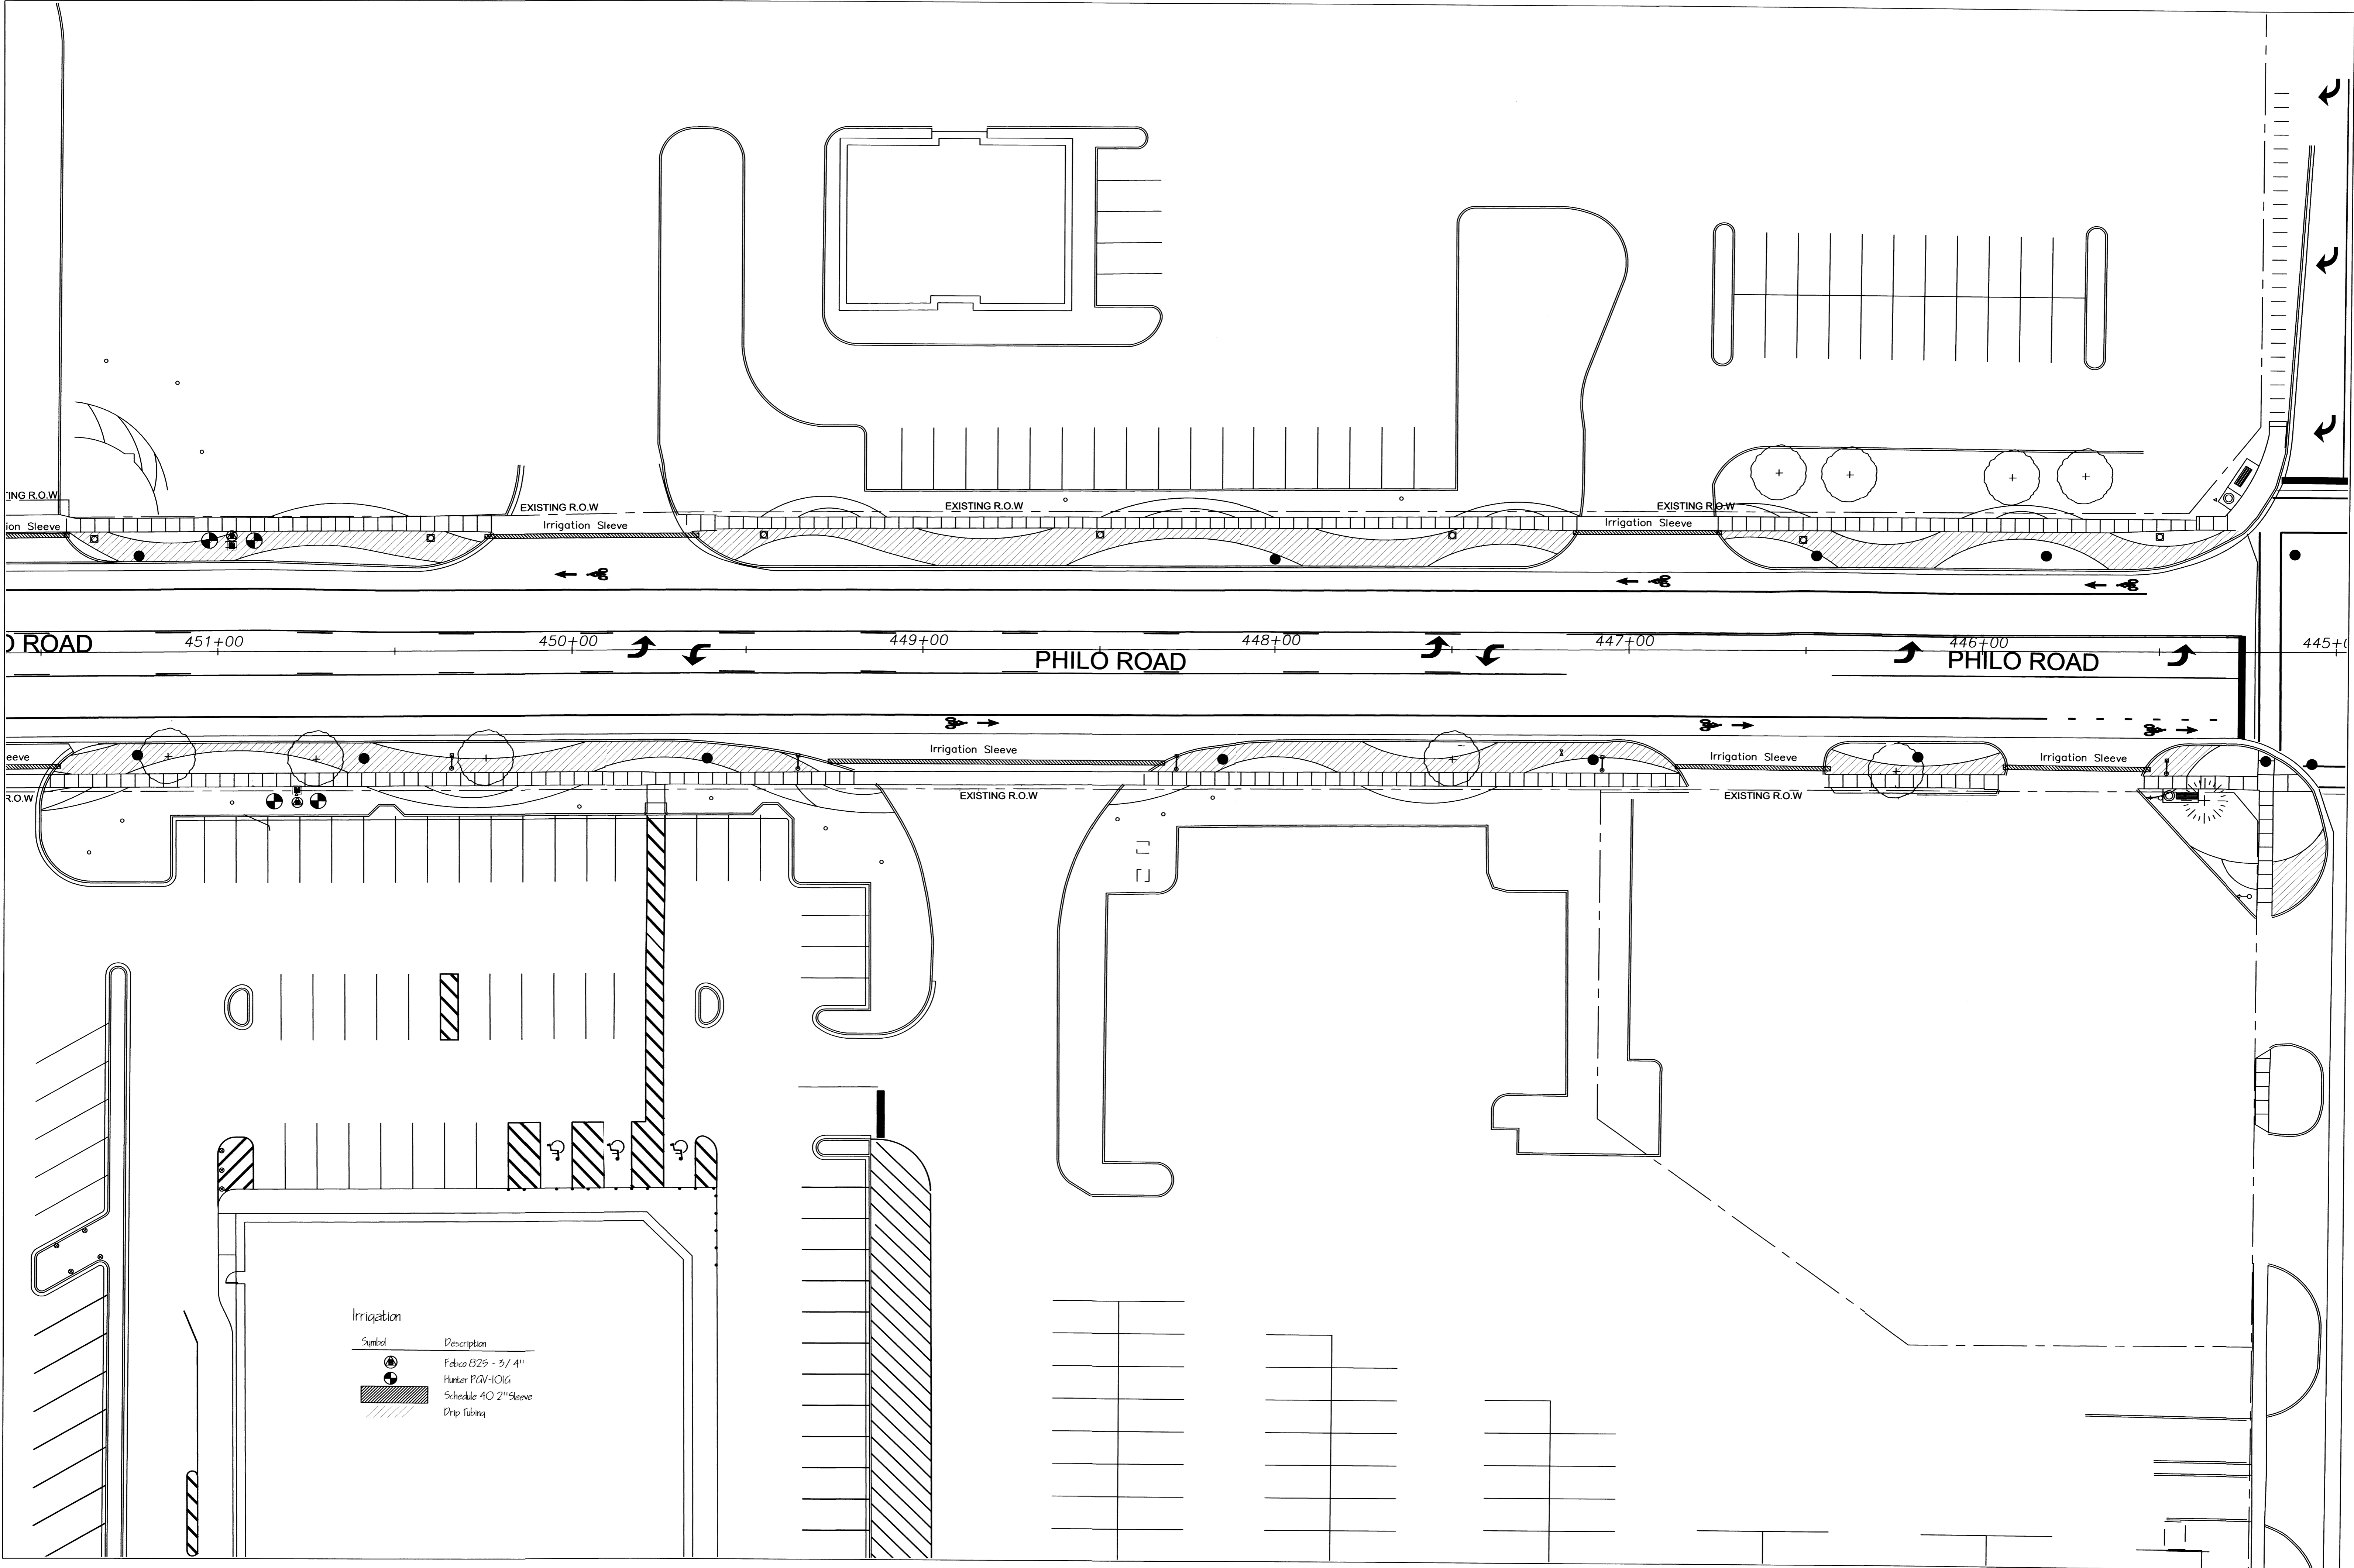 EXISTING R.O.W
EXISTING R.O.W
EXISTING R.O.W
TING R.O.W
ion Sleeve
Irrigation Sleeve
Irrigation Sleeve
O ROAD
451+00
450+00
449+00
448+00
447+00
446+00
445+0
PHILO ROAD
PHILO ROAD
eeve
Irrigation Sleeve
Irrigation Sleeve
Irrigation Sleeve
R.O.W
EXISTING R.O.W
EXISTING R.O.W
Irrigation
Symbol Description
Febco 825 - 3/4"
Hunter PGV-101G
Schedule 40 2" Sleeve
Drip Tubing